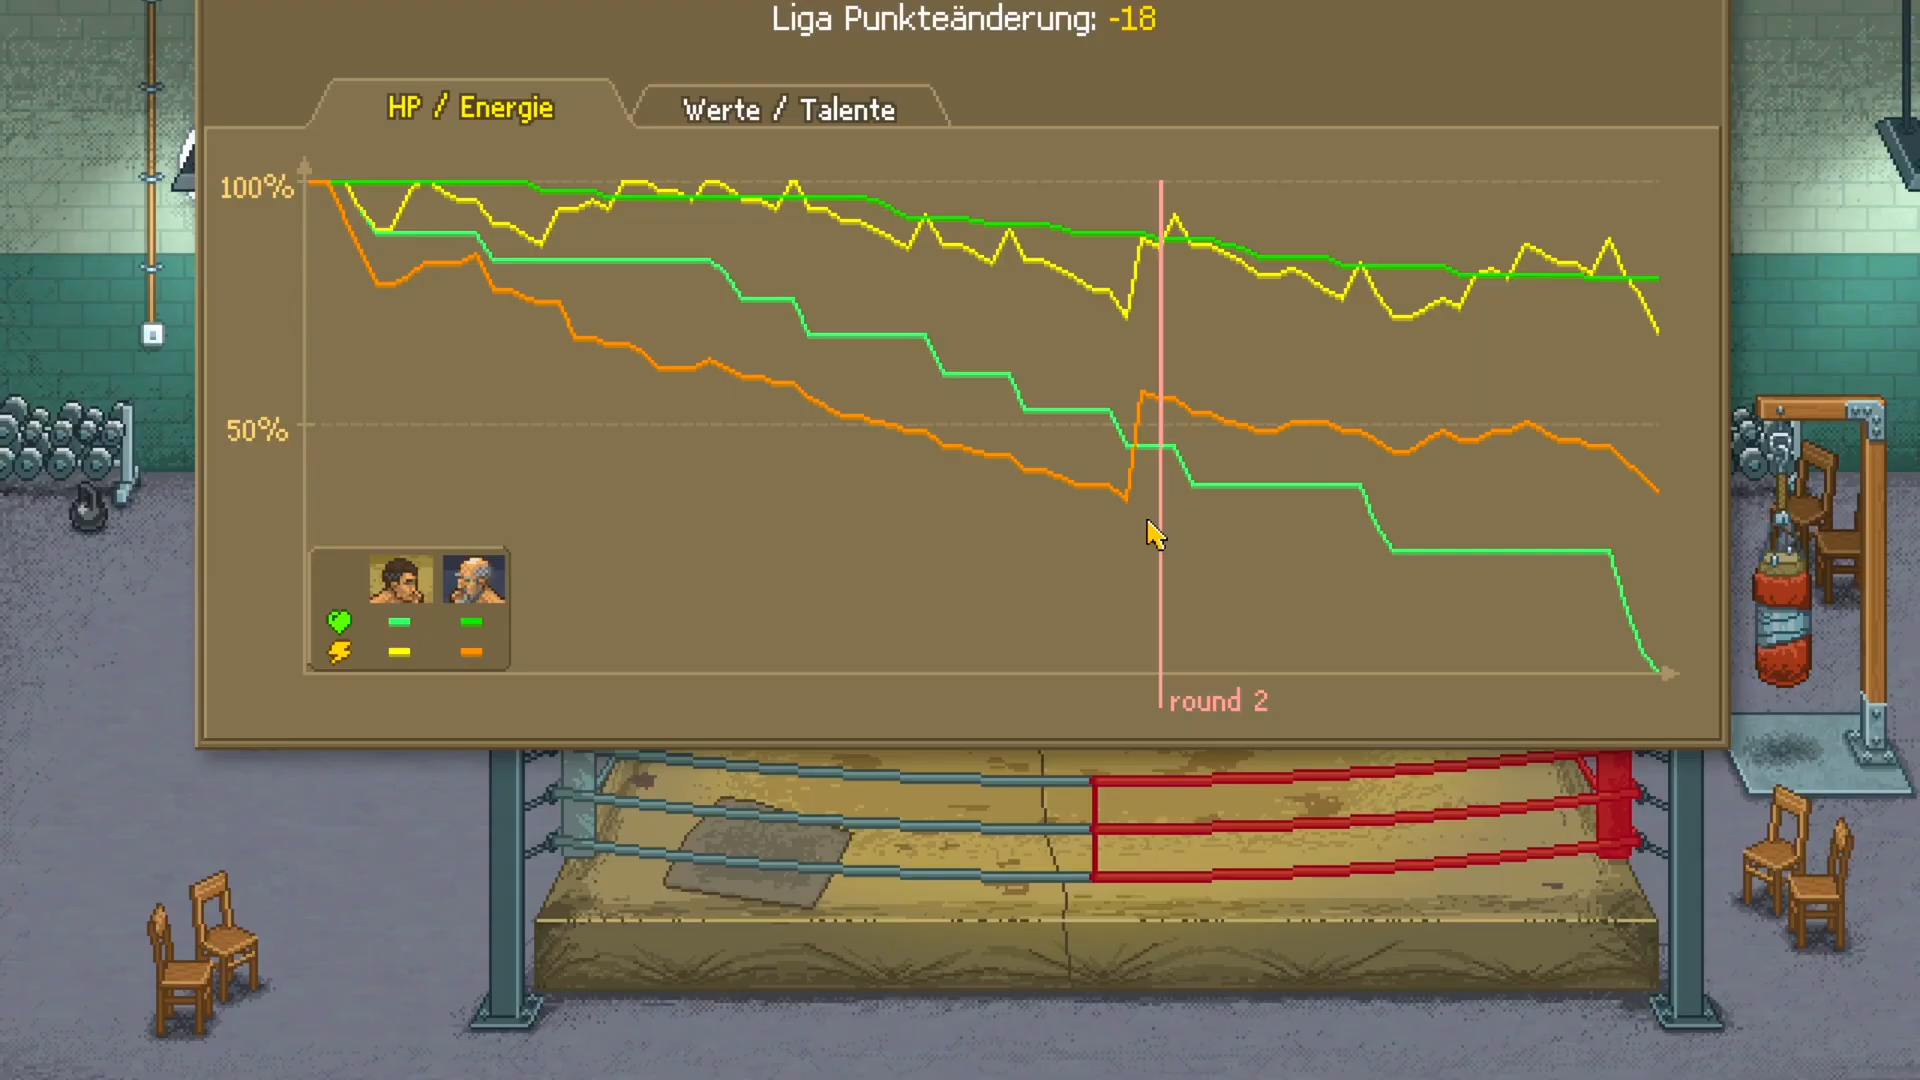 Liga Punkteänderung: -18
HP / Energie
Werte / Talente
100%
50%
round 2